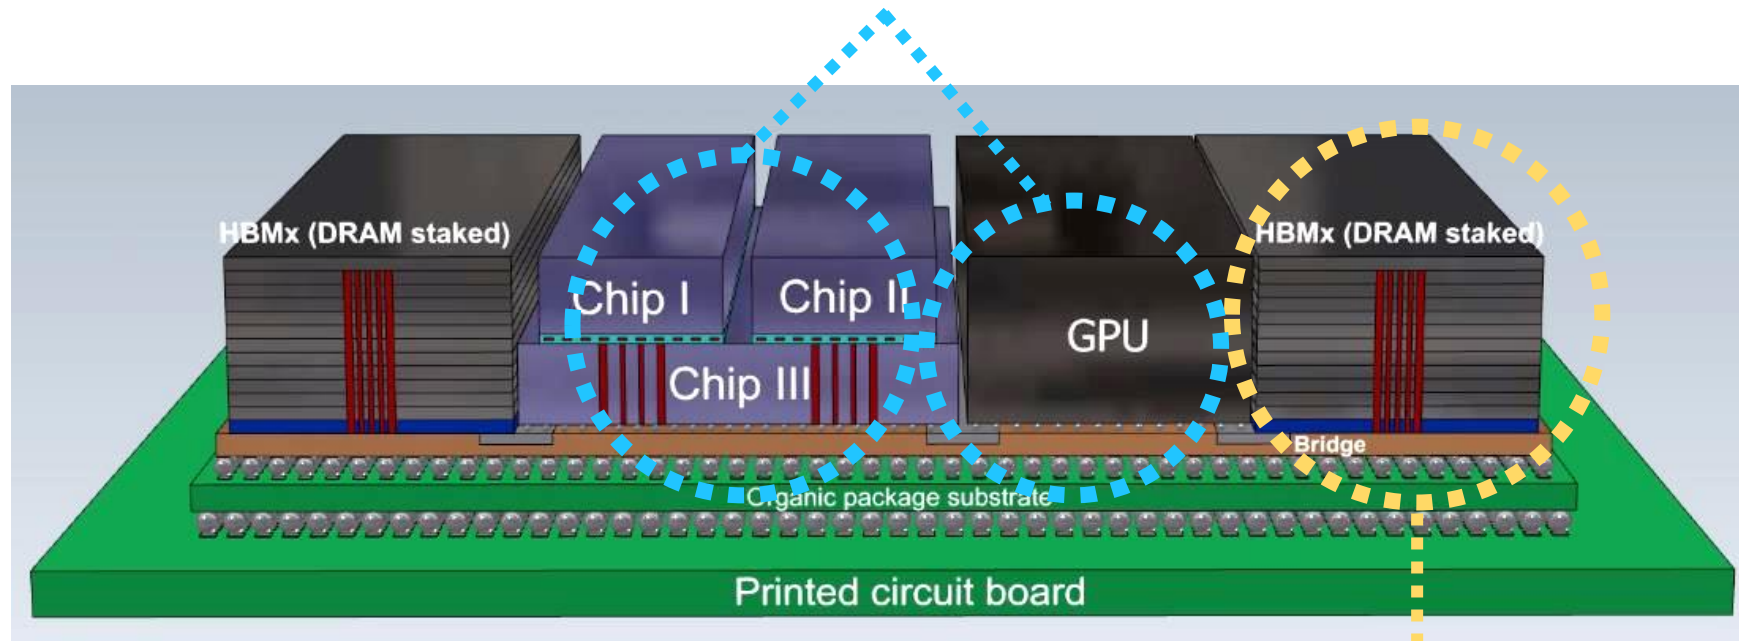 HBMx (DRAM staked)
HBMx (DRAM staked)
Chip I
Chip II
GPU
Chip III
Bridge
Organic package substrate
Printed circuit board